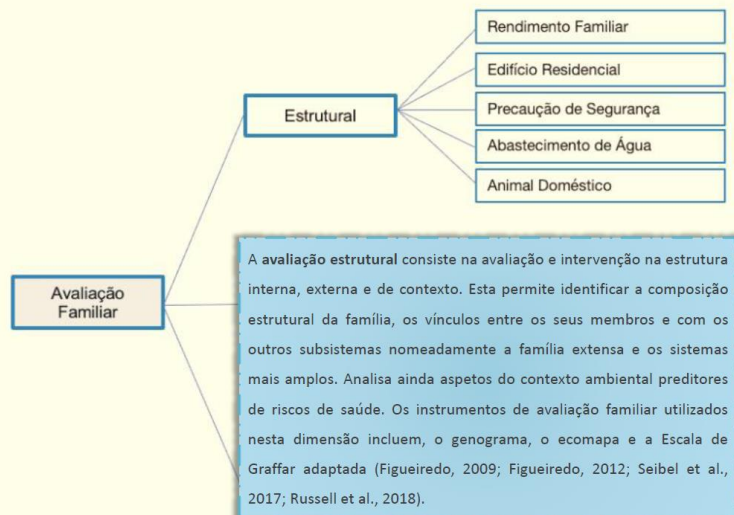 Rendimento Familiar
Edifício Residencial
Estrutural
Precaução de Segurança
Abastecimento de Água
Animal Doméstico
Avaliação
Familiar
A avaliação estrutural consiste na avaliação e intervenção na estrutura
interna, externa e de contexto. Esta permite identificar a composição
estrutural da família, os vínculos entre os seus membros e com os
outros subsistemas nomeadamente a família extensa e os sistemas
mais amplos. Analisa ainda aspetos do contexto ambiental preditores
de riscos de saúde. Os instrumentos de avaliação familiar utilizados
nesta dimensão incluem, o genograma, o ecomapa e a Escala de
Graffar adaptada (Figueiredo, 2009; Figueiredo, 2012; Seibel et al.,
2017; Russell et al., 2018).